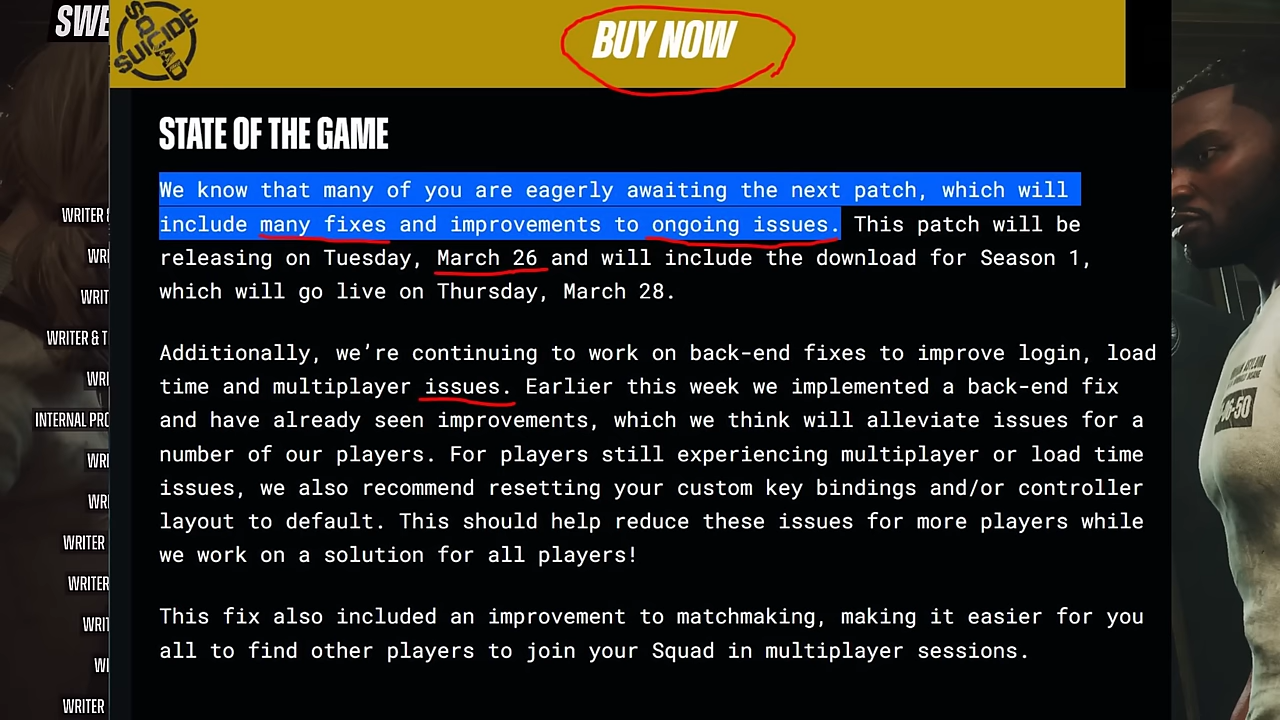 SWE
SUICIDE
SQUAD
BUY NOW
STATE OF THE GAME
We know that many of you are eagerly awaiting the next patch, which will
include many fixes and improvements to ongoing issues. This patch will be
releasing on Tuesday, March 26 and will include the download for Season 1,
which will go live on Thursday, March 28.
Additionally, we’re continuing to work on back-end fixes to improve login, load
time and multiplayer issues. Earlier this week we implemented a back-end fix
and have already seen improvements, which we think will alleviate issues for a
number of our players. For players still experiencing multiplayer or load time
issues, we also recommend resetting your custom key bindings and/or controller
layout to default. This should help reduce these issues for more players while
we work on a solution for all players!
This fix also included an improvement to matchmaking, making it easier for you
all to find other players to join your Squad in multiplayer sessions.
WRITER &
WRI
WRIT
WRITER & T
WRI
INTERNAL PRO
WRI
WRI
WRITER
WRITER
WRIT
WI
WRITER